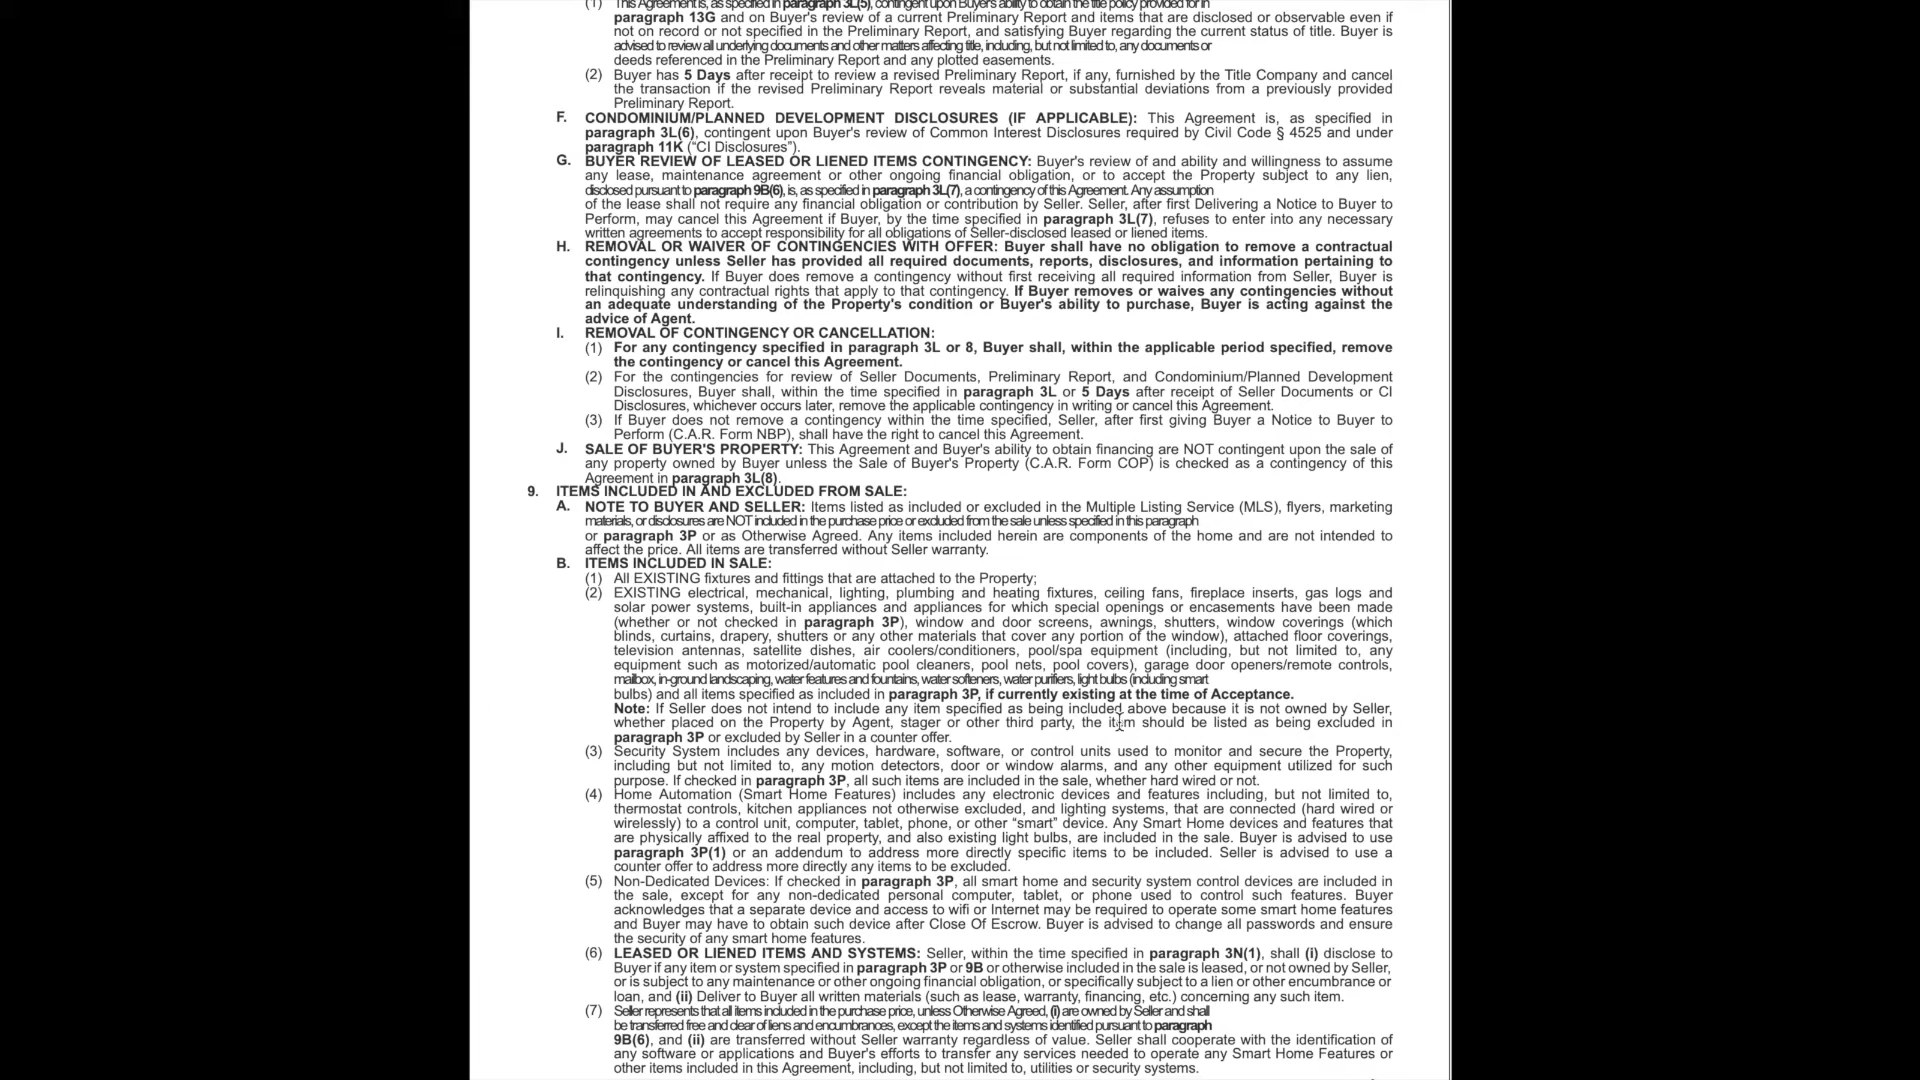 (1) This Agreement is, as specified in paragraph 3L(5), contingent upon Buyer's ability to obtain the title policy provided for in
paragraph 13G and on Buyer's review of a current Preliminary Report and items that are disclosed or observable even if
not on record or not specified in the Preliminary Report, and satisfying Buyer regarding the current status of title. Buyer is
advised to review all underlying documents and other matters affecting title, including, but not limited to, any documents or
deeds referenced in the Preliminary Report and any plotted easements.
(2) Buyer has 5 Days after receipt to review a revised Preliminary Report, if any, furnished by the Title Company and cancel
the transaction if the revised Preliminary Report reveals material or substantial deviations from a previously provided
Preliminary Report.
F. CONDOMINIUM/PLANNED DEVELOPMENT DISCLOSURES (IF APPLICABLE): This Agreement is, as specified in
paragraph 3L(6), contingent upon Buyer's review of Common Interest Disclosures required by Civil Code § 4525 and under
paragraph 11K (“CI Disclosures”).
G. BUYER REVIEW OF LEASED OR LIENED ITEMS CONTINGENCY: Buyer's review of and ability and willingness to assume
any lease, maintenance agreement or other ongoing financial obligation, or to accept the Property subject to any lien,
disclosed pursuant to paragraph 9B(6), is, as specified in paragraph 3L(7), a contingency of this Agreement. Any assumption
of the lease shall not require any financial obligation or contribution by Seller. Seller, after first Delivering a Notice to Buyer to
Perform, may cancel this Agreement if Buyer, by the time specified in paragraph 3L(7), refuses to enter into any necessary
written agreements to accept responsibility for all obligations of Seller-disclosed leased or liened items.
H. REMOVAL OR WAIVER OF CONTINGENCIES WITH OFFER: Buyer shall have no obligation to remove a contractual
contingency unless Seller has provided all required documents, reports, disclosures, and information pertaining to
that contingency. If Buyer does remove a contingency without first receiving all required information from Seller, Buyer is
relinquishing any contractual rights that apply to that contingency. If Buyer removes or waives any contingencies without
an adequate understanding of the Property's condition or Buyer's ability to purchase, Buyer is acting against the
advice of Agent.
I. REMOVAL OF CONTINGENCY OR CANCELLATION:
(1) For any contingency specified in paragraph 3L or 8, Buyer shall, within the applicable period specified, remove
the contingency or cancel this Agreement.
(2) For the contingencies for review of Seller Documents, Preliminary Report, and Condominium/Planned Development
Disclosures, Buyer shall, within the time specified in paragraph 3L or 5 Days after receipt of Seller Documents or CI
Disclosures, whichever occurs later, remove the applicable contingency in writing or cancel this Agreement.
(3) If Buyer does not remove a contingency within the time specified, Seller, after first giving Buyer a Notice to Buyer to
Perform (C.A.R. Form NBP), shall have the right to cancel this Agreement.
J. SALE OF BUYER'S PROPERTY: This Agreement and Buyer's ability to obtain financing are NOT contingent upon the sale of
any property owned by Buyer unless the Sale of Buyer's Property (C.A.R. Form COP) is checked as a contingency of this
Agreement in paragraph 3L(8).
9. ITEMS INCLUDED IN AND EXCLUDED FROM SALE:
A. NOTE TO BUYER AND SELLER: Items listed as included or excluded in the Multiple Listing Service (MLS), flyers, marketing
materials, or disclosures are NOT included in the purchase price or excluded from the sale unless specified in this paragraph
or paragraph 3P or as Otherwise Agreed. Any items included herein are components of the home and are not intended to
affect the price. All items are transferred without Seller warranty.
B. ITEMS INCLUDED IN SALE:
(1) All EXISTING fixtures and fittings that are attached to the Property;
(2) EXISTING electrical, mechanical, lighting, plumbing and heating fixtures, ceiling fans, fireplace inserts, gas logs and
solar power systems, built-in appliances and appliances for which special openings or encasements have been made
(whether or not checked in paragraph 3P), window and door screens, awnings, shutters, window coverings (which
blinds, curtains, drapery, shutters or any other materials that cover any portion of the window), attached floor coverings,
television antennas, satellite dishes, air coolers/conditioners, pool/spa equipment (including, but not limited to, any
equipment such as motorized/automatic pool cleaners, pool nets, pool covers), garage door openers/remote controls,
mailbox, in-ground landscaping, water features and fountains, water softeners, water purifiers, light bulbs (including smart
bulbs) and all items specified as included in paragraph 3P, if currently existing at the time of Acceptance.
Note: If Seller does not intend to include any item specified as being included above because it is not owned by Seller,
whether placed on the Property by Agent, stager or other third party, the item should be listed as being excluded in
paragraph 3P or excluded by Seller in a counter offer.
(3) Security System includes any devices, hardware, software, or control units used to monitor and secure the Property,
including but not limited to, any motion detectors, door or window alarms, and any other equipment utilized for such
purpose. If checked in paragraph 3P, all such items are included in the sale, whether hard wired or not.
(4) Home Automation (Smart Home Features) includes any electronic devices and features including, but not limited to,
thermostat controls, kitchen appliances not otherwise excluded, and lighting systems, that are connected (hard wired or
wirelessly) to a control unit, computer, tablet, phone, or other “smart” device. Any Smart Home devices and features that
are physically affixed to the real property, and also existing light bulbs, are included in the sale. Buyer is advised to use
paragraph 3P(1) or an addendum to address more directly specific items to be included. Seller is advised to use a
counter offer to address more directly any items to be excluded.
(5) Non-Dedicated Devices: If checked in paragraph 3P, all smart home and security system control devices are included in
the sale, except for any non-dedicated personal computer, tablet, or phone used to control such features. Buyer
acknowledges that a separate device and access to wifi or Internet may be required to operate some smart home features
and Buyer may have to obtain such device after Close Of Escrow. Buyer is advised to change all passwords and ensure
the security of any smart home features.
(6) LEASED OR LIENED ITEMS AND SYSTEMS: Seller, within the time specified in paragraph 3N(1), shall (i) disclose to
Buyer if any item or system specified in paragraph 3P or 9B or otherwise included in the sale is leased, or not owned by Seller,
or is subject to any maintenance or other ongoing financial obligation, or specifically subject to a lien or other encumbrance or
loan, and (ii) Deliver to Buyer all written materials (such as lease, warranty, financing, etc.) concerning any such item.
(7) Seller represents that all items included in the purchase price, unless Otherwise Agreed, (i) are owned by Seller and shall
be transferred free and clear of liens and encumbrances, except the items and systems identified pursuant to paragraph
9B(6), and (ii) are transferred without Seller warranty regardless of value. Seller shall cooperate with the identification of
any software or applications and Buyer's efforts to transfer any services needed to operate any Smart Home Features or
other items included in this Agreement, including, but not limited to, utilities or security systems.